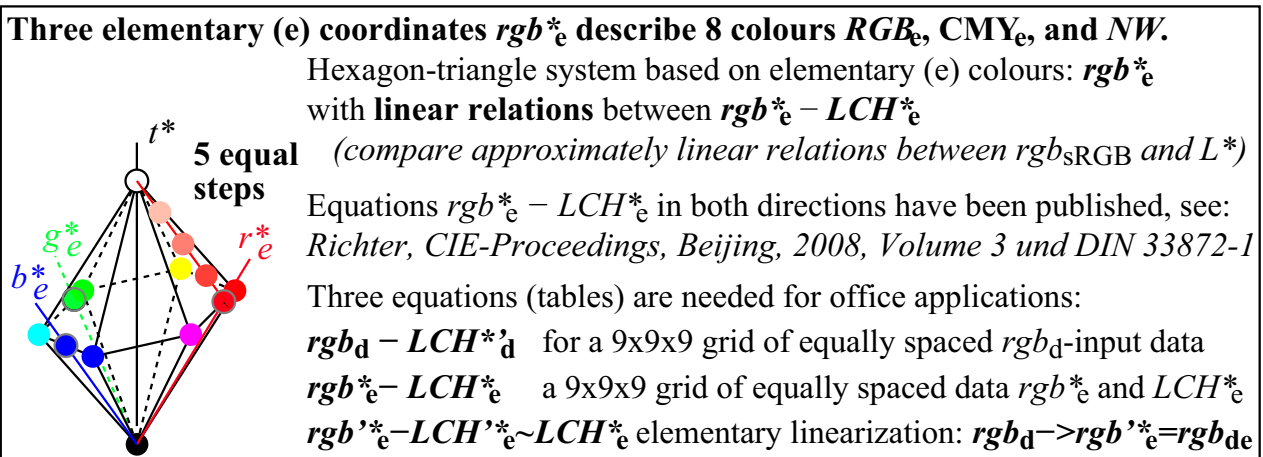 Three elementary (e) coordinates rgb*e describe 8 colours RGBe, CMYe, and NW.
Hexagon-triangle system based on elementary (e) colours: rgb*e
with linear relations between rgb*e − LCH*e
(compare approximately linear relations between rgbsRGB and L*)
t*
5 equal
steps
Equations rgb*e − LCH*e in both directions have been published, see:
Richter, CIE-Proceedings, Beijing, 2008, Volume 3 und DIN 33872-1
g*e
r*e
b*e
Three equations (tables) are needed for office applications:
rgbd − LCH*'d for a 9x9x9 grid of equally spaced rgbd-input data
rgb*e− LCH*e a 9x9x9 grid of equally spaced data rgb*e and LCH*e
rgb'*e−LCH'*e~LCH*e elementary linearization: rgbd−>rgb'*e=rgbde